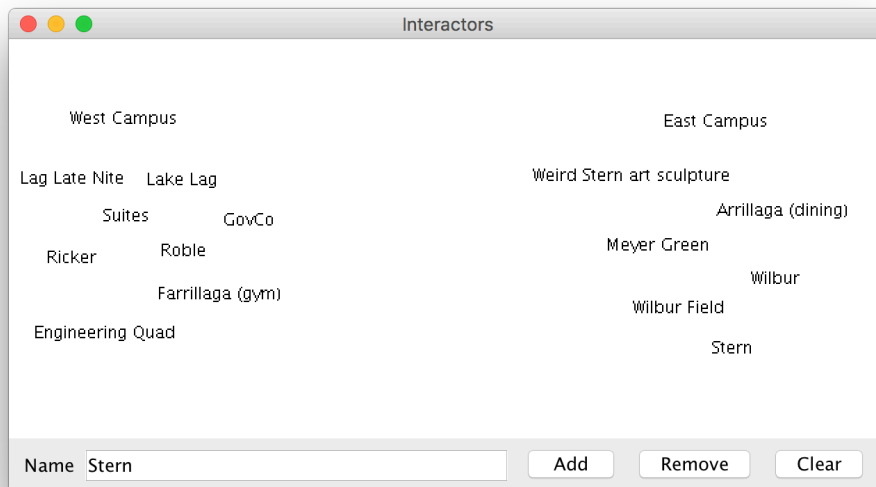 Interactors
West Campus
East Campus
Lag Late Nite
Lake Lag
Weird Stern art sculpture
Suites
GovCo
Arrillaga (dining)
Ricker
Roble
Meyer Green
Wilbur
Farrillaga (gym)
Wilbur Field
Engineering Quad
Stern
Name Stern Add Remove Clear